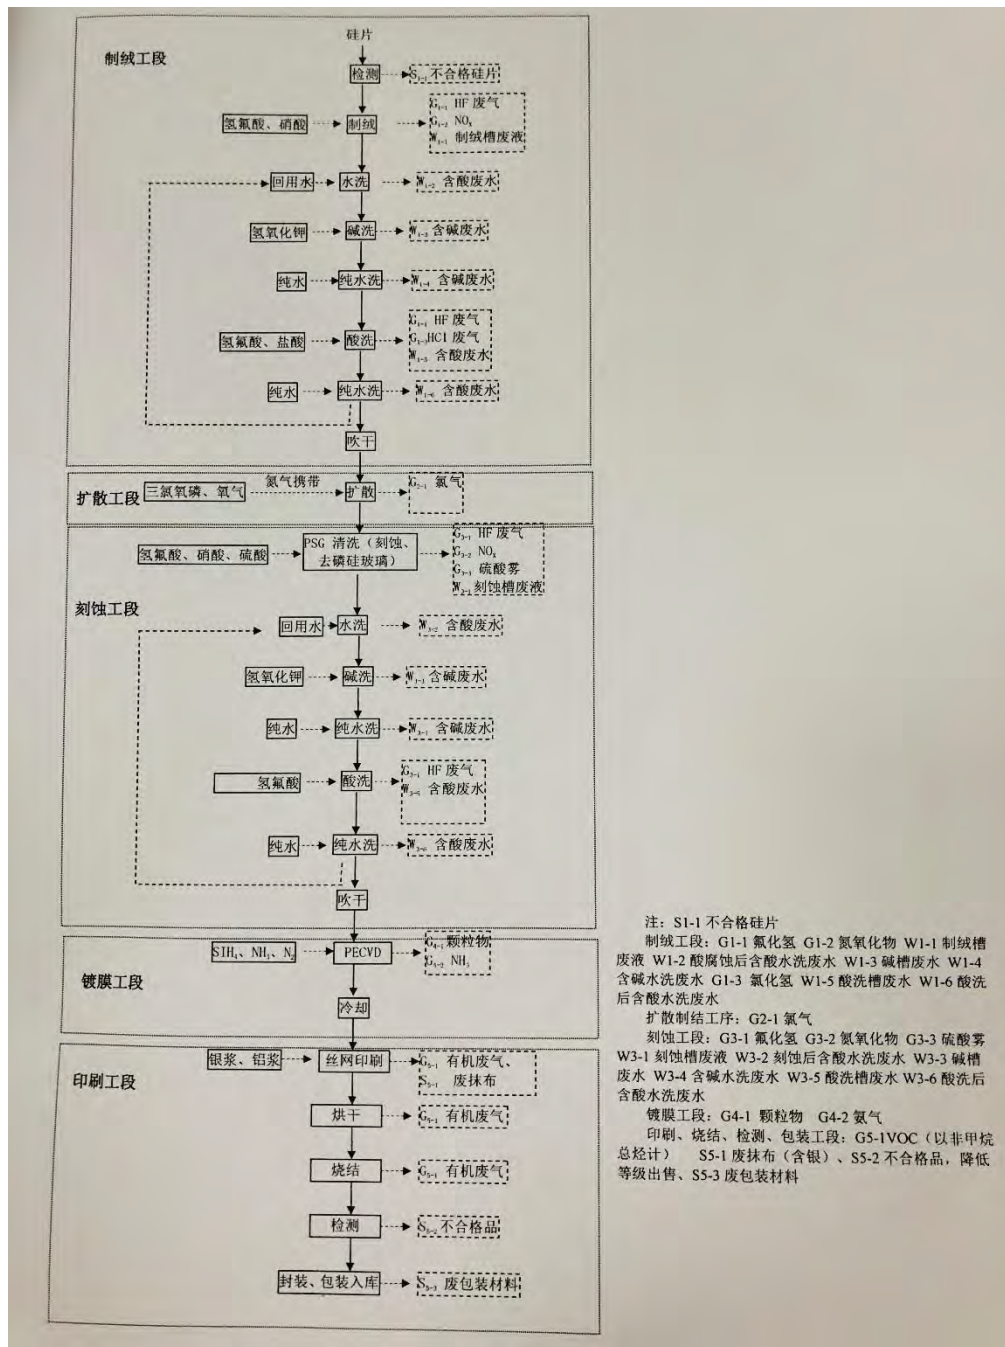 硅片
制绒工段
检测
S₁₋₁不合格硅片
氢氟酸、硝酸
制绒
G₁₋₁ HF 废气
G₁₋₂ NOₓ
W₁₋₁ 制绒槽废液
回用水
水洗
W₁₋₂ 含酸废水
氢氧化钾
碱洗
W₁₋₃ 含碱废水
纯水
纯水洗
W₁₋₄ 含碱废水
氢氟酸、盐酸
酸洗
G₁₋₁ HF 废气
G₁₋₃HCl 废气
W₁₋₅ 含酸废水
纯水
纯水洗
W₁₋₆ 含酸废水
吹干
扩散工段
三氯氧磷、氧气
氮气携带
扩散
G₂₋₁ 氯气
氢氟酸、硝酸、硫酸
PSG 清洗（刻蚀、
去磷硅玻璃）
G₃₋₁ HF 废气
G₃₋₂ NOₓ
G₃₋₃ 硫酸雾
W₃₋₁刻蚀槽废液
刻蚀工段
回用水
水洗
W₃₋₂ 含酸废水
氢氧化钾
碱洗
含碱废水
纯水
纯水洗
含碱废水
氢氟酸
酸洗
HF 废气
含酸废水
纯水
纯水洗
W₃₋₆ 含酸废水
吹干
镀膜工段
SIH₄、NH₃、N₂
PECVD
G₄₋₁颗粒物
NH₃
冷却
印刷工段
银浆、铝浆
丝网印刷
G₅₋₁ 有机废气、
S₅₋₁ 废抹布
烘干
G₅₋₁ 有机废气
烧结
G₅₋₁ 有机废气
检测
S₅₋₂不合格品
封装、包装入库
S₅₋₃ 废包装材料
注：S1-1 不合格硅片
制绒工段：G1-1 氟化氢 G1-2 氮氧化物 W1-1 制绒槽
废液 W1-2 酸腐蚀后含酸水洗废水 W1-3 碱槽废水 W1-4
含碱水洗废水 G1-3 氯化氢 W1-5 酸洗槽废水 W1-6 酸洗
后含酸水洗废水
扩散制结工序：G2-1 氯气
刻蚀工段：G3-1 氟化氢 G3-2 氮氧化物 G3-3 硫酸雾
W3-1 刻蚀槽废液 W3-2 刻蚀后含酸水洗废水 W3-3 碱槽
废水 W3-4 含碱水洗废水 W3-5 酸洗槽废水 W3-6 酸洗后
含酸水洗废水
镀膜工段：G4-1 颗粒物 G4-2 氨气
印刷、烧结、检测、包装工段：G5-1VOC（以非甲烷
总烃计） S5-1 废抹布（含银）、S5-2 不合格品，降低
等级出售、S5-3 废包装材料